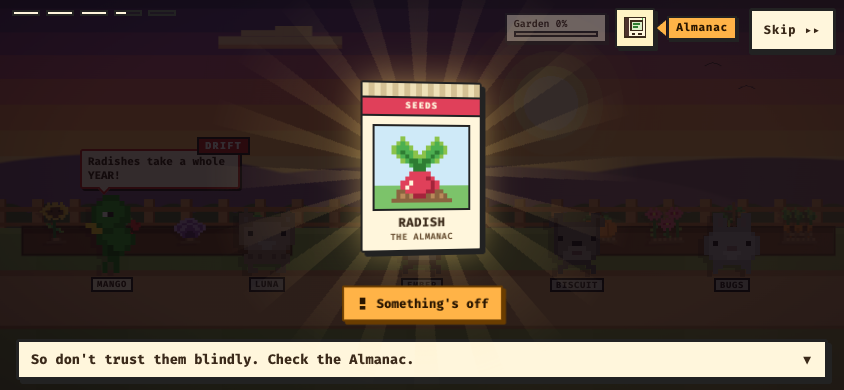 Garden 0%
Almanac
Skip ▸▸
SEEDS
DRIFT
Radishes take a whole
YEAR!
RADISH
THE ALMANAC
MANGO
LUNA
EMBER
BISCUIT
BUGS
! Something's off
So don't trust them blindly. Check the Almanac.
▼